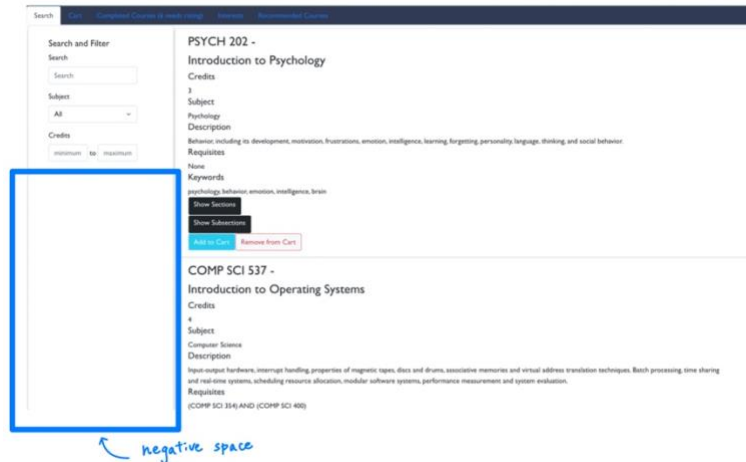 Search Cart Completed Courses (& needs rating) Interests Recommended Courses
Search and Filter
Search
Search
Subject
All
Credits
minimum to maximum
PSYCH 202 -
Introduction to Psychology
Credits
3
Subject
Psychology
Description
Behavior, including its development, motivation, frustrations, emotion, intelligence, learning, forgetting, personality, language, thinking, and social behavior.
Requisites
None
Keywords
psychology, behavior, emotion, intelligence, brain
Show Sections
Show Subsections
Add to Cart Remove from Cart
COMP SCI 537 -
Introduction to Operating Systems
Credits
4
Subject
Computer Science
Description
Input-output hardware, interrupt handling, properties of magnetic tapes, discs and drums, associative memories and virtual address translation techniques. Batch processing, time sharing
and real-time systems, scheduling resource allocation, modular software systems, performance measurement and system evaluation.
Requisites
(COMP SCI 354) AND (COMP SCI 400)
negative space